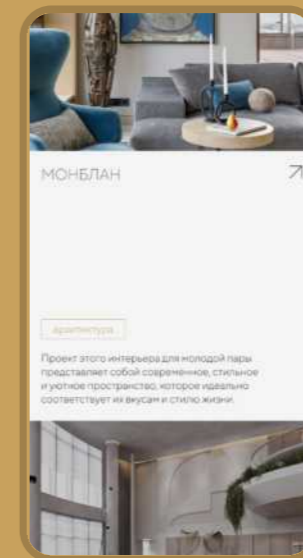 МОНБЛАН
Архитектура
Проект этого интерьера для молодой пары
представляет собой современное, стильное
и уютное пространство, которое идеально
соответствует их вкусам и стилю жизни.